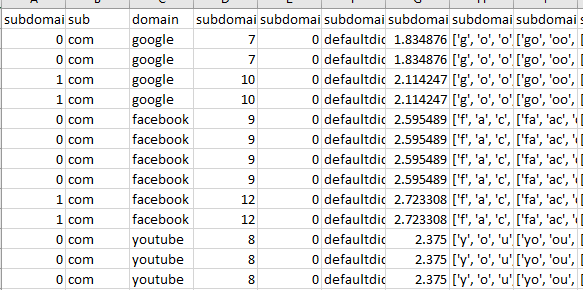 subdomai sub domain subdomai subdomai subdomai subdomai subdomai subdomai
0 com google 7 0 defaultdic 1.834876 ['g', 'o', 'o' ['go', 'oo',
0 com google 7 0 defaultdic 1.834876 ['g', 'o', 'o' ['go', 'oo',
1 com google 10 0 defaultdic 2.114247 ['g', 'o', 'o' ['go', 'oo',
1 com google 10 0 defaultdic 2.114247 ['g', 'o', 'o' ['go', 'oo',
0 com facebook 9 0 defaultdic 2.595489 ['f', 'a', 'c', ['fa', 'ac', '
0 com facebook 9 0 defaultdic 2.595489 ['f', 'a', 'c', ['fa', 'ac', '
0 com facebook 9 0 defaultdic 2.595489 ['f', 'a', 'c', ['fa', 'ac', '
0 com facebook 9 0 defaultdic 2.595489 ['f', 'a', 'c', ['fa', 'ac', '
1 com facebook 12 0 defaultdic 2.723308 ['f', 'a', 'c', ['fa', 'ac', '
1 com facebook 12 0 defaultdic 2.723308 ['f', 'a', 'c', ['fa', 'ac', '
0 com youtube 8 0 defaultdic 2.375 ['y', 'o', 'u' ['yo', 'ou',
0 com youtube 8 0 defaultdic 2.375 ['y', 'o', 'u' ['yo', 'ou',
0 com youtube 8 0 defaultdic 2.375 ['y', 'o', 'u' ['yo', 'ou',